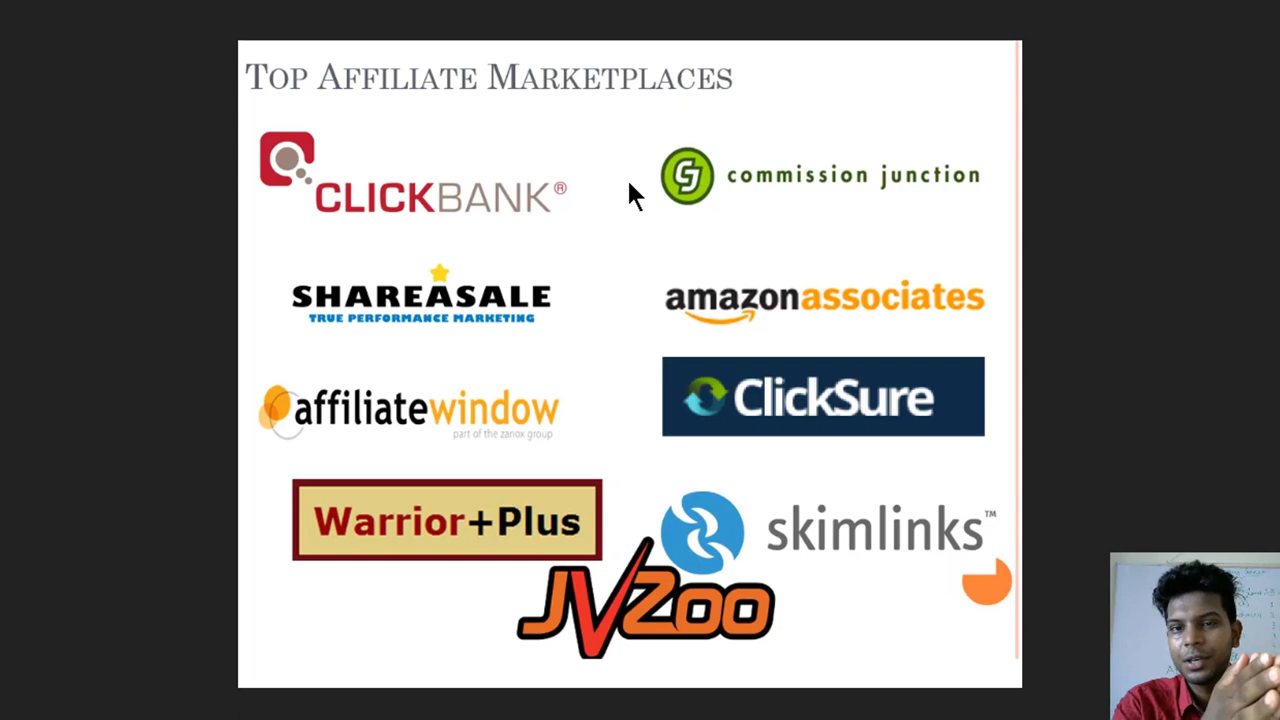 TOP AFFILIATE MARKETPLACES
CLICKBANK®
commission junction
SHAREASALE
TRUE PERFORMANCE MARKETING
amazonassociates
affiliatewindow
part of the zanox group
ClickSure
Warrior+Plus
skimlinks™
JVZoo